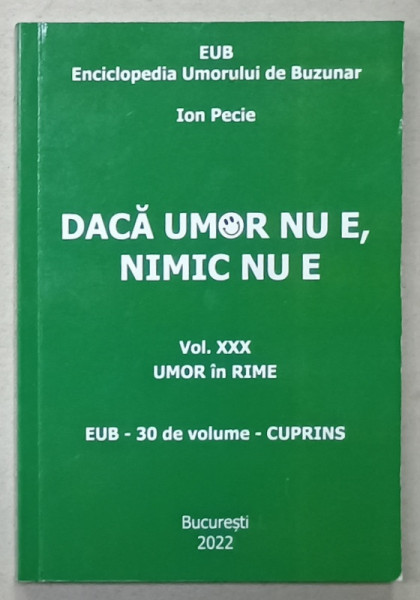 EUB
Enciclopedia Umorului de Buzunar
Ion Pecie
DACĂ UMOR NU E,
NIMIC NU E
Vol. XXX
UMOR în RIME
EUB - 30 de volume - CUPRINS
București
2022